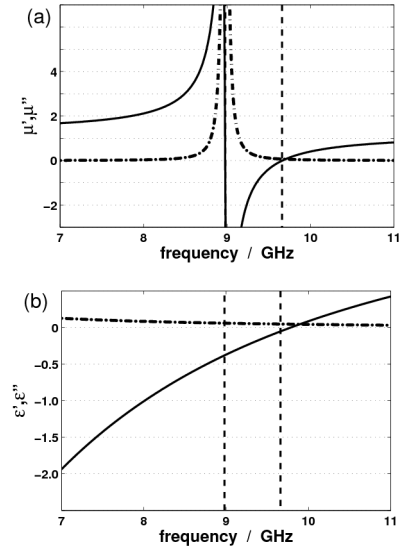 (a)
4
2
0
−2
μ',μ''
7 8 9 10 11
frequency / GHz
(b)
0
−0.5
−1.0
−1.5
−2.0
ε',ε''
7 8 9 10 11
frequency / GHz